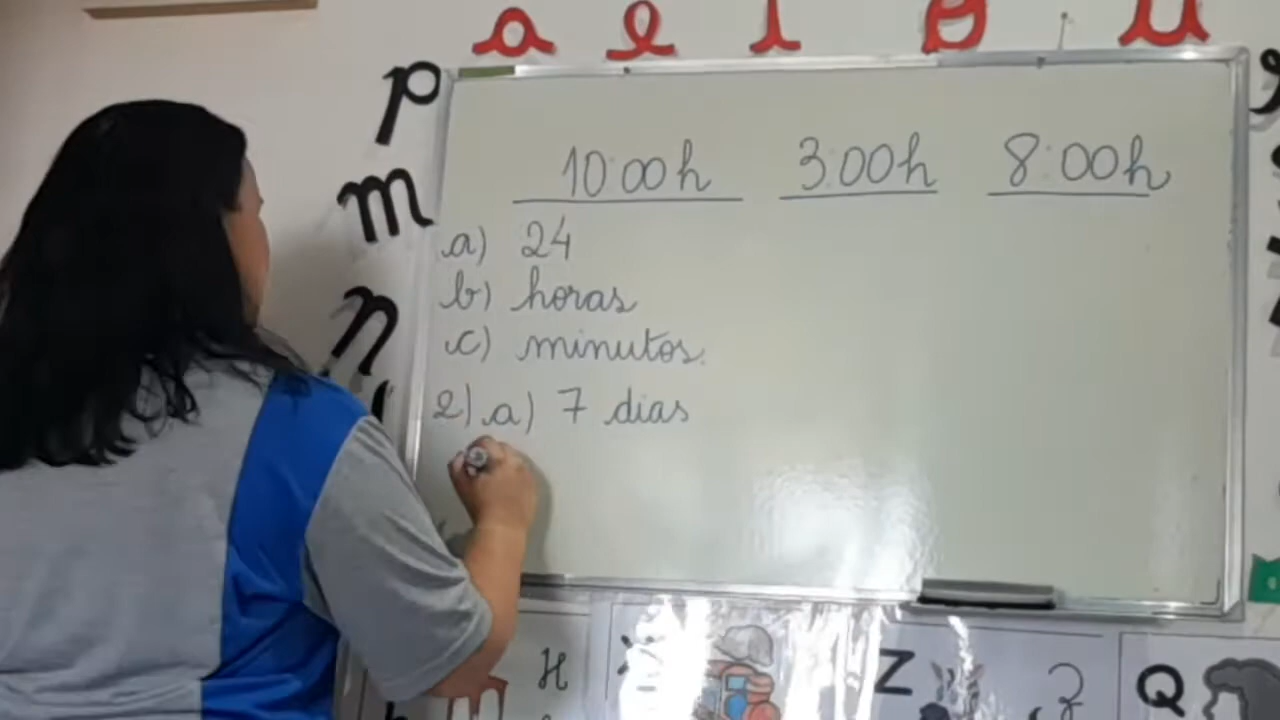 a e i o u
p
m
n
10:00h 3:00h 8:00h
a) 24
b) horas
c) minutos.
2) a) 7 dias
H
Z z
Q